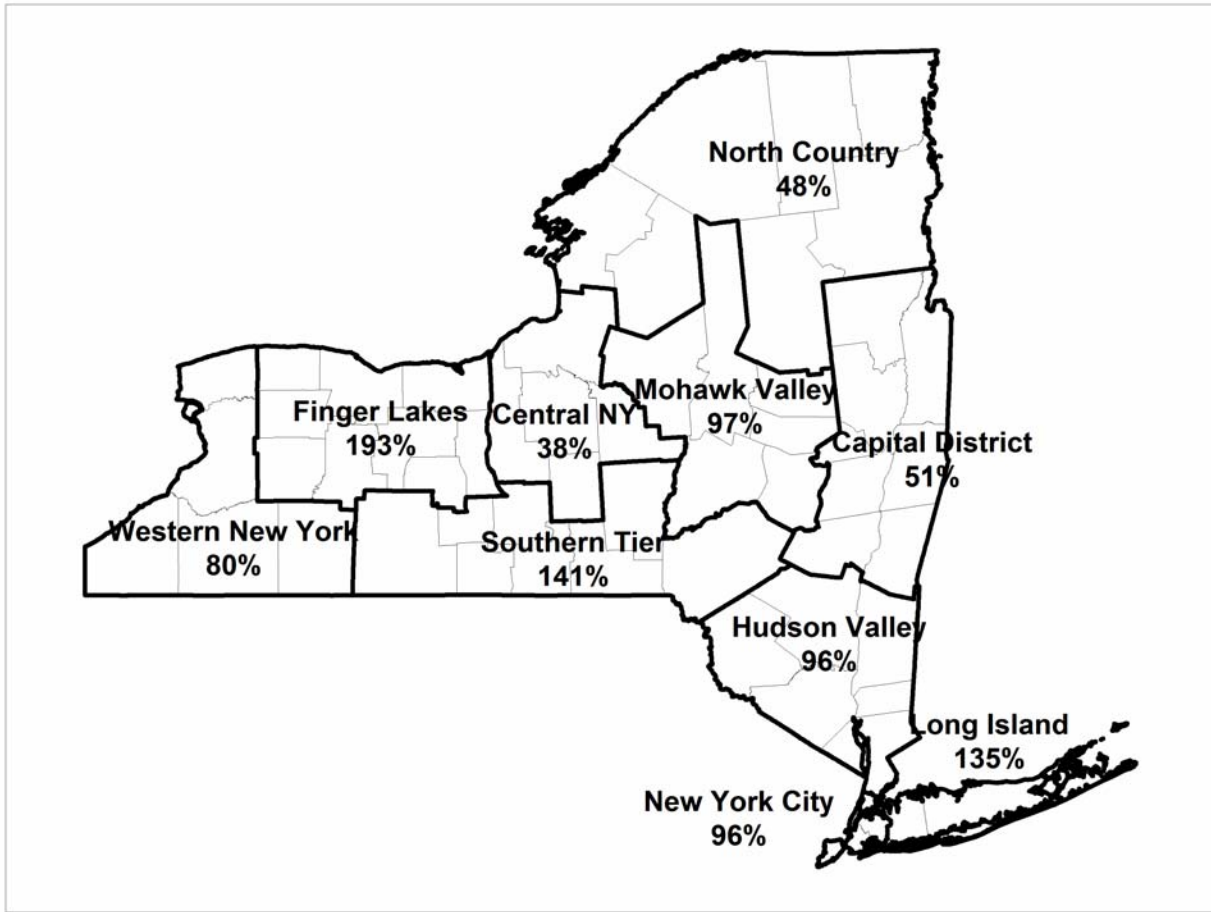 North Country
48%
Mohawk Valley
97%
Finger Lakes
193%
Central NY
38%
Capital District
51%
Western New York
80%
Southern Tier
141%
Hudson Valley
96%
Long Island
135%
New York City
96%